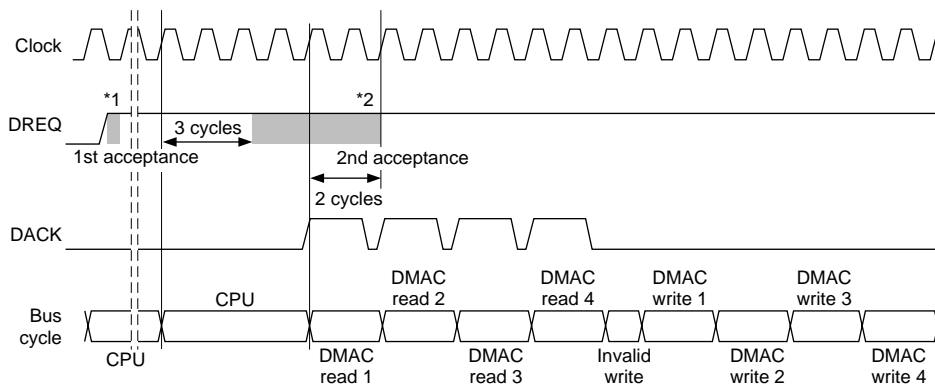 Clock
*1
*2
DREQ
3 cycles
1st acceptance
2nd acceptance
2 cycles
DACK
DMAC
read 2
DMAC
read 4
DMAC
write 1
DMAC
write 3
CPU
Bus
cycle
CPU
DMAC
read 1
DMAC
read 3
Invalid
write
DMAC
write 2
DMAC
write 4